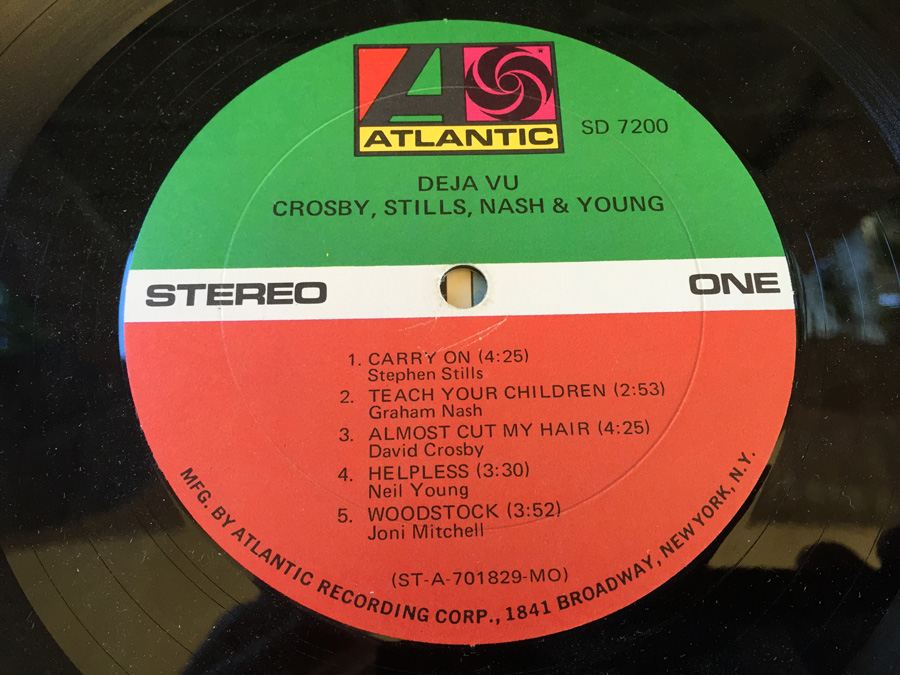 ATLANTIC
SD 7200
DEJA VU
CROSBY, STILLS, NASH & YOUNG
STEREO
ONE
1. CARRY ON (4:25)
Stephen Stills
2. TEACH YOUR CHILDREN (2:53)
Graham Nash
3. ALMOST CUT MY HAIR (4:25)
David Crosby
4. HELPLESS (3:30)
Neil Young
5. WOODSTOCK (3:52)
Joni Mitchell
(ST-A-701829-MO)
MFG. BY ATLANTIC RECORDING CORP., 1841 BROADWAY, NEW YORK, N.Y.